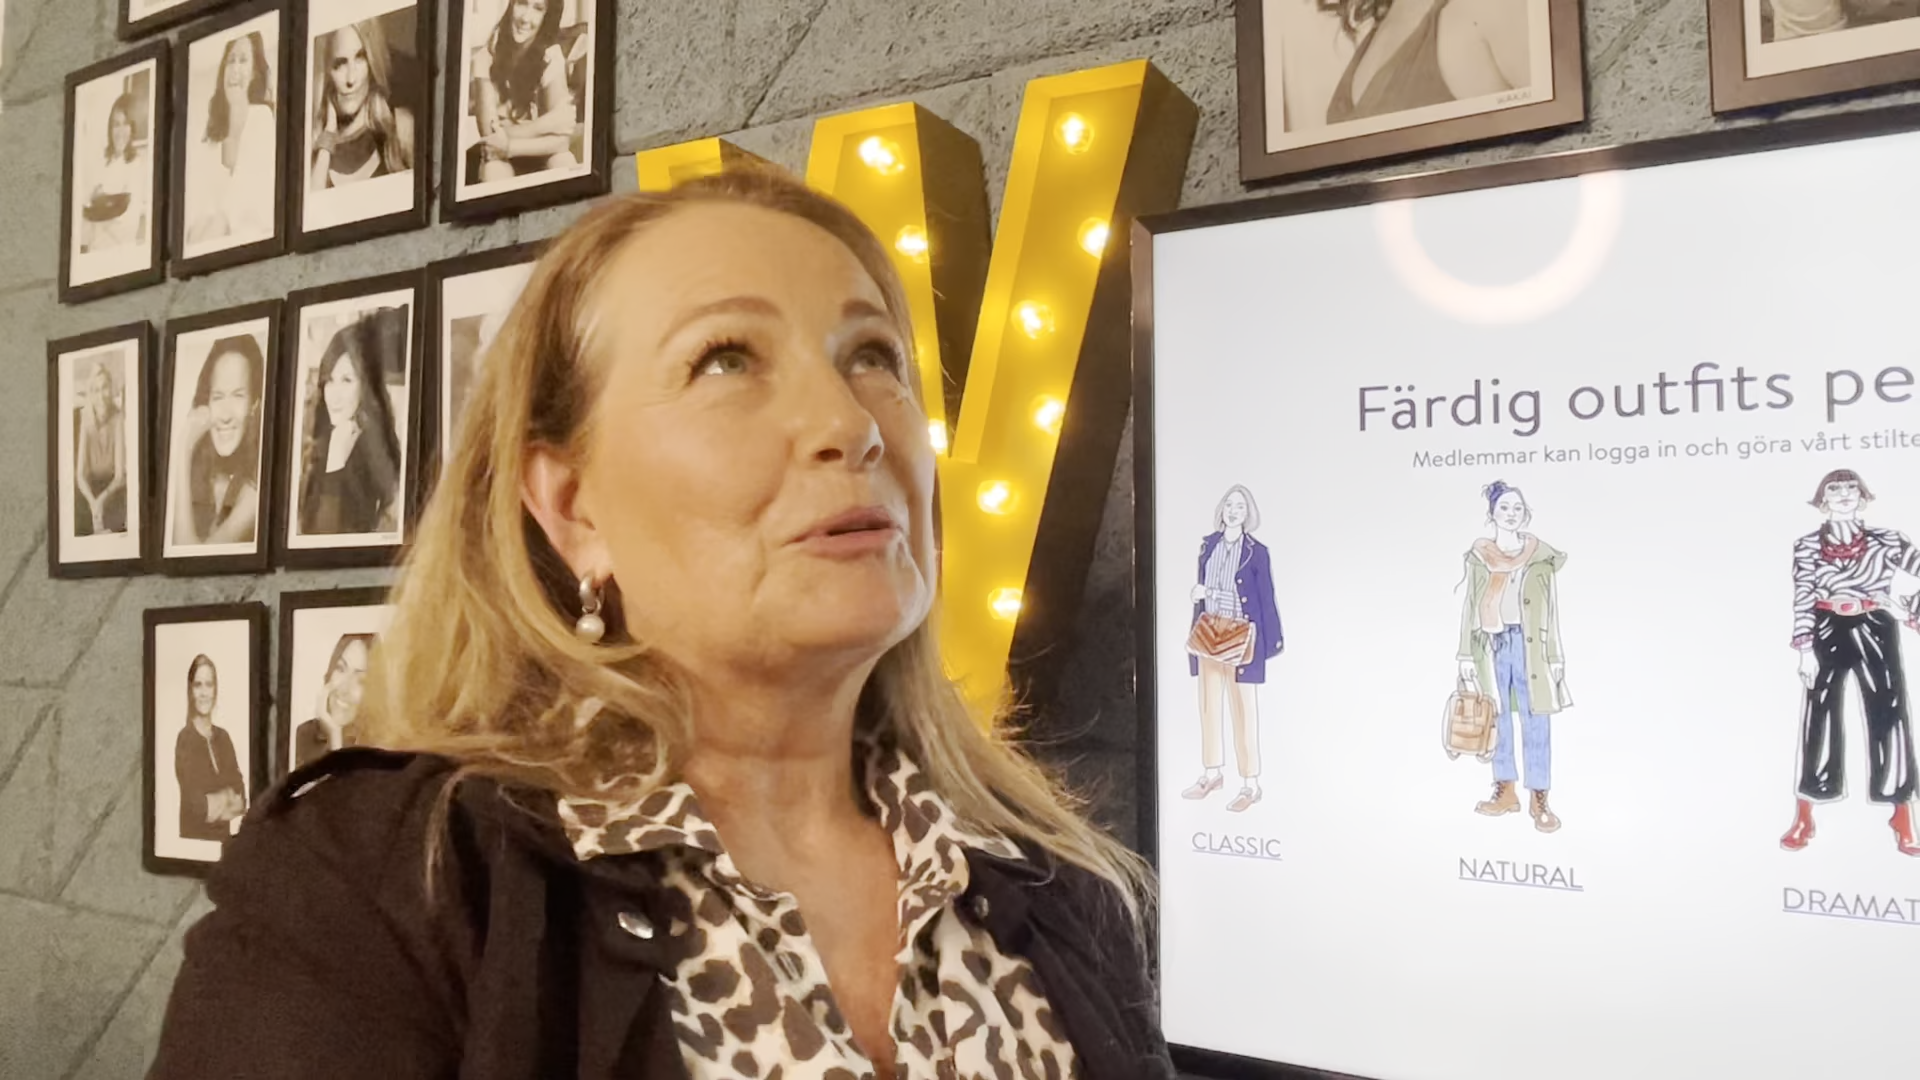 Färdig outfits pe
Medlemmar kan logga in och göra vårt stilte
CLASSIC
NATURAL
DRAMAT